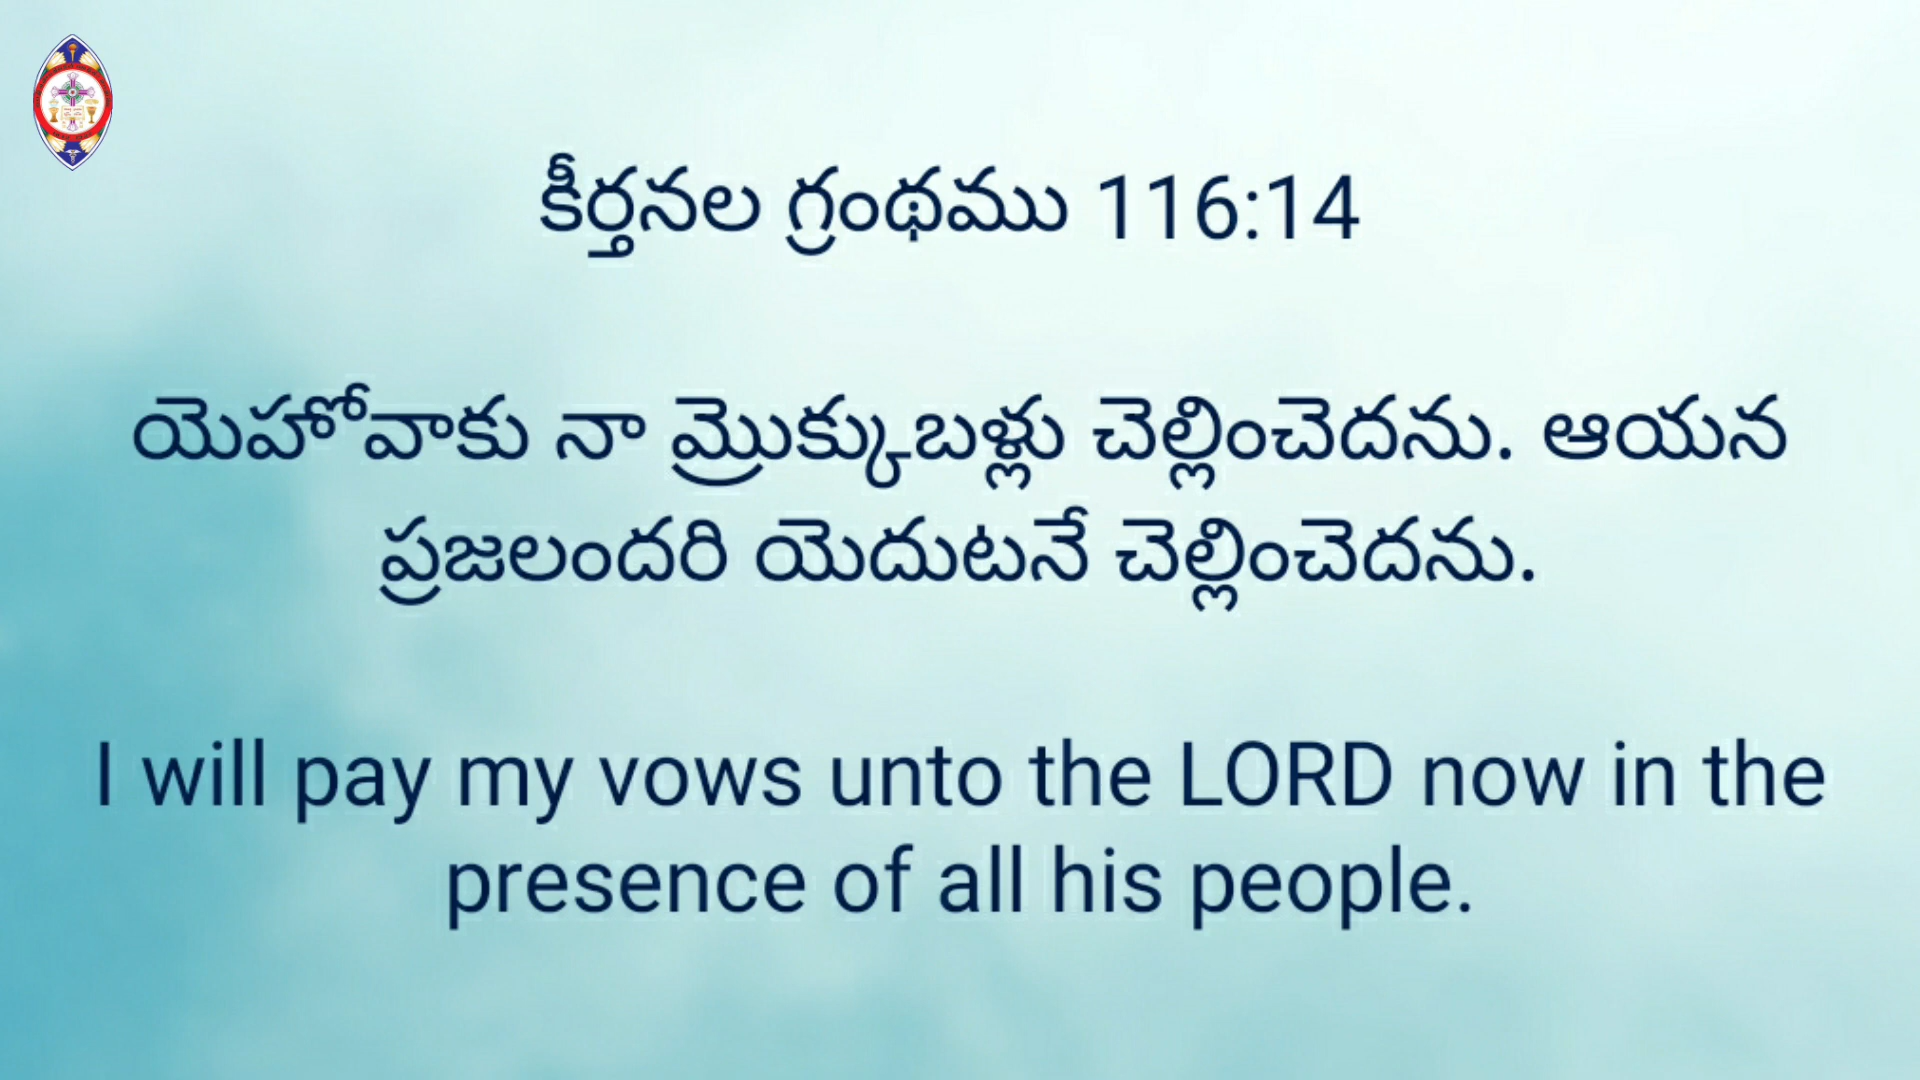 కీర్తనల గ్రంథము 116:14
యెహోవాకు నా మ్రొక్కుబళ్లు చెల్లించెదను. ఆయన
ప్రజలందరి యెదుటనే చెల్లించెదను.
I will pay my vows unto the LORD now in the
presence of all his people.